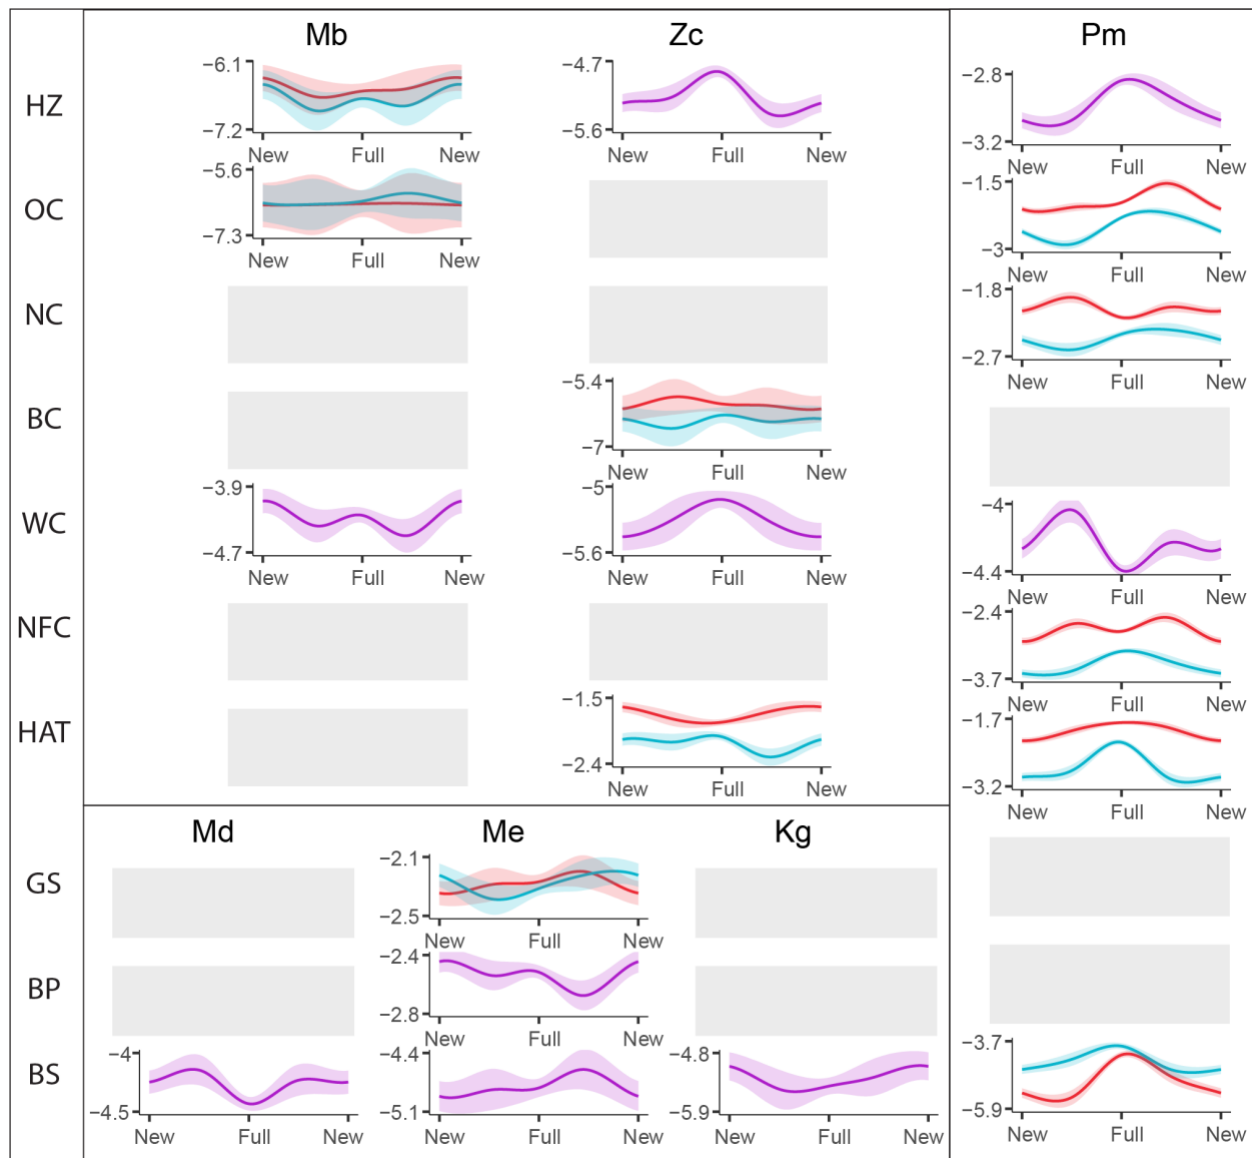 Mb Zc Pm
HZ
−6.1 −7.2 New Full New
−4.7 −5.6 New Full New
−2.8 −3.2 New Full New
OC
−5.6 −7.3 New Full New
−1.5 −3 New Full New
NC
−1.8 −2.7 New Full New
BC
−5.4 −7 New Full New
WC
−3.9 −4.7 New Full New
−5 −5.6 New Full New
−4 −4.4 New Full New
NFC
−2.4 −3.7 New Full New
HAT
−1.5 −2.4 New Full New
−1.7 −3.2 New Full New
Md Me Kg
GS
−2.1 −2.5 New Full New
BP
−2.4 −2.8 New Full New
BS
−4 −4.5 New Full New
−4.4 −5.1 New Full New
−4.8 −5.9 New Full New
−3.7 −5.9 New Full New